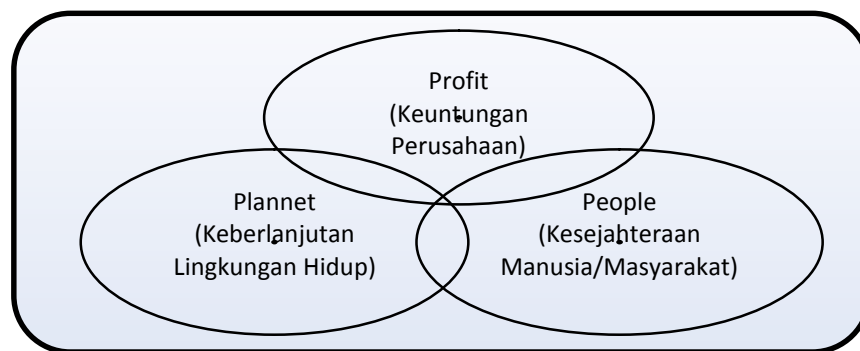 Profit
(Keuntungan
Perusahaan)
Plannet
(Keberlanjutan
Lingkungan Hidup)
People
(Kesejahteraan
Manusia/Masyarakat)